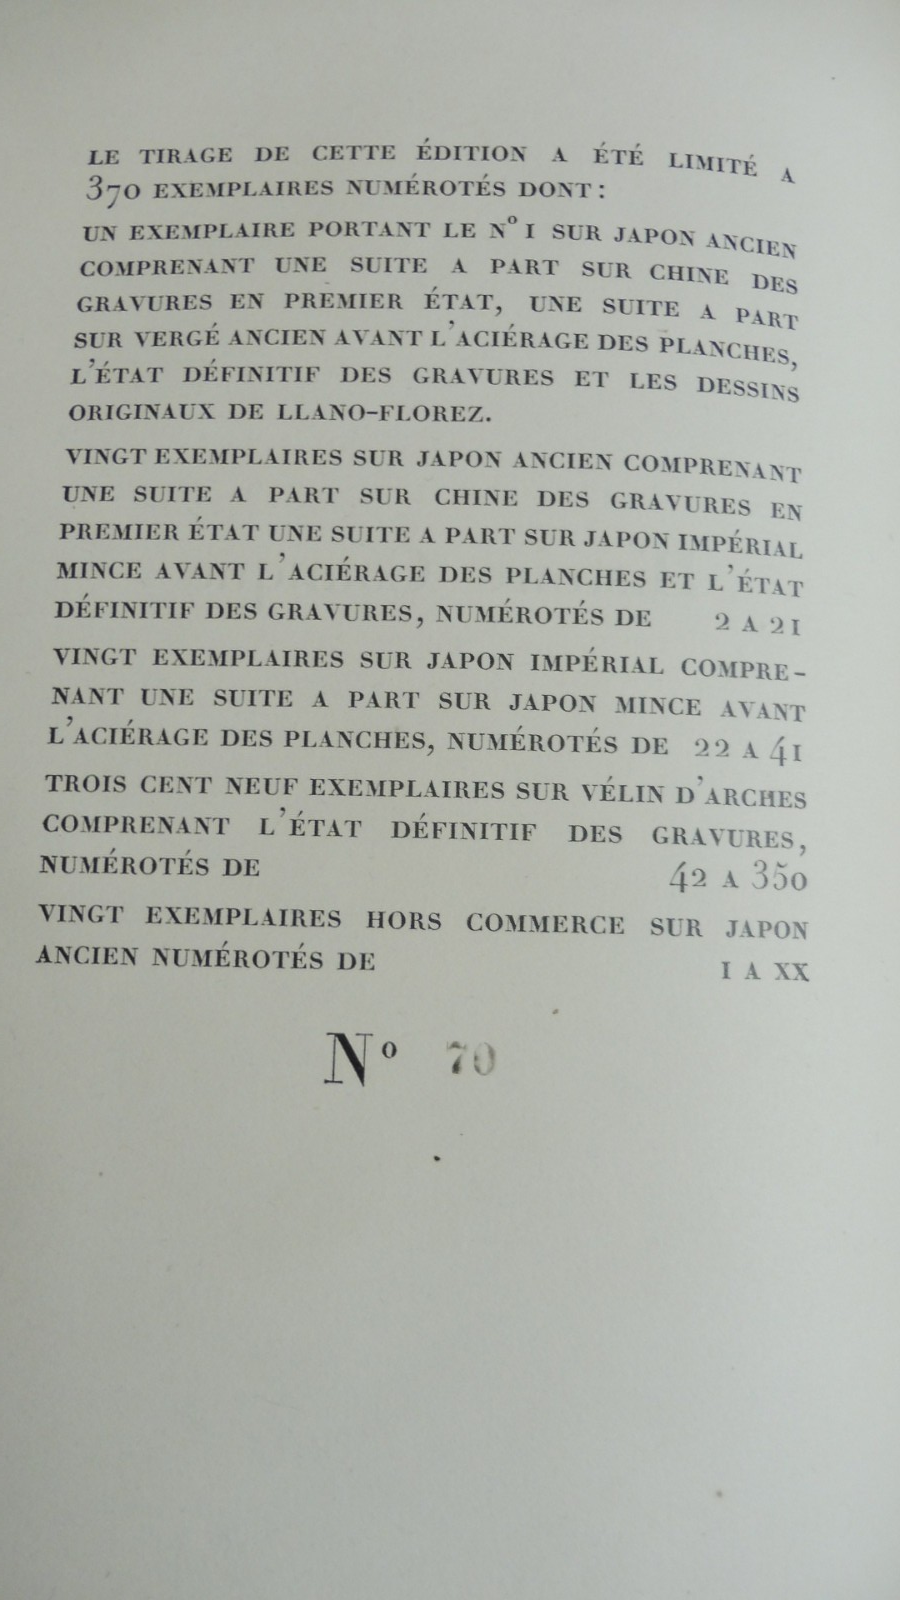 LE TIRAGE DE CETTE ÉDITION A ÉTÉ LIMITÉ A
370 EXEMPLAIRES NUMÉROTÉS DONT :
UN EXEMPLAIRE PORTANT LE Nº I SUR JAPON ANCIEN
COMPRENANT UNE SUITE A PART SUR CHINE DES
GRAVURES EN PREMIER ÉTAT, UNE SUITE A PART
SUR VERGÉ ANCIEN AVANT L'ACIÉRAGE DES PLANCHES,
L'ÉTAT DÉFINITIF DES GRAVURES ET LES DESSINS
ORIGINAUX DE LLANO-FLOREZ.
VINGT EXEMPLAIRES SUR JAPON ANCIEN COMPRENANT
UNE SUITE A PART SUR CHINE DES GRAVURES EN
PREMIER ÉTAT UNE SUITE A PART SUR JAPON IMPÉRIAL
MINCE AVANT L'ACIÉRAGE DES PLANCHES ET L'ÉTAT
DÉFINITIF DES GRAVURES, NUMÉROTÉS DE 2 A 21
VINGT EXEMPLAIRES SUR JAPON IMPÉRIAL COMPRE-
NANT UNE SUITE A PART SUR JAPON MINCE AVANT
L'ACIÉRAGE DES PLANCHES, NUMÉROTÉS DE 22 A 41
TROIS CENT NEUF EXEMPLAIRES SUR VÉLIN D'ARCHES
COMPRENANT L'ÉTAT DÉFINITIF DES GRAVURES,
NUMÉROTÉS DE 42 A 350
VINGT EXEMPLAIRES HORS COMMERCE SUR JAPON
ANCIEN NUMÉROTÉS DE I A XX
Nº 70